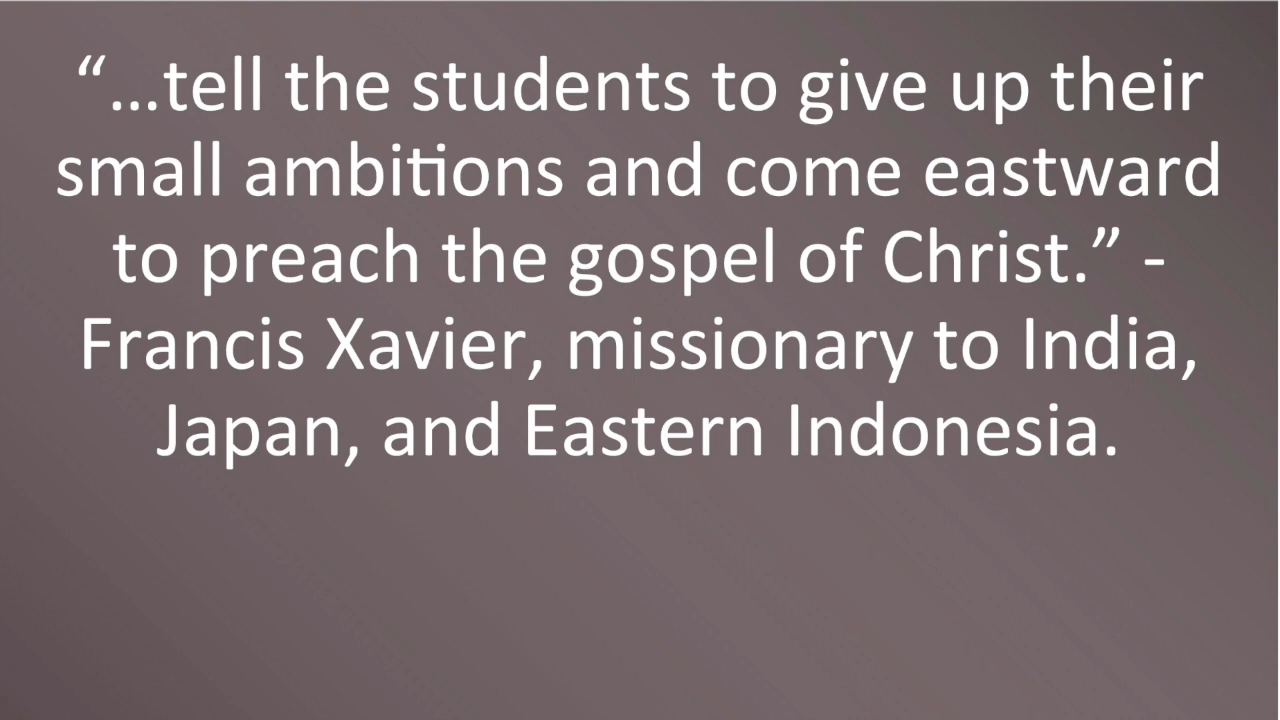 “...tell the students to give up their
small ambitions and come eastward
to preach the gospel of Christ.” -
Francis Xavier, missionary to India,
Japan, and Eastern Indonesia.